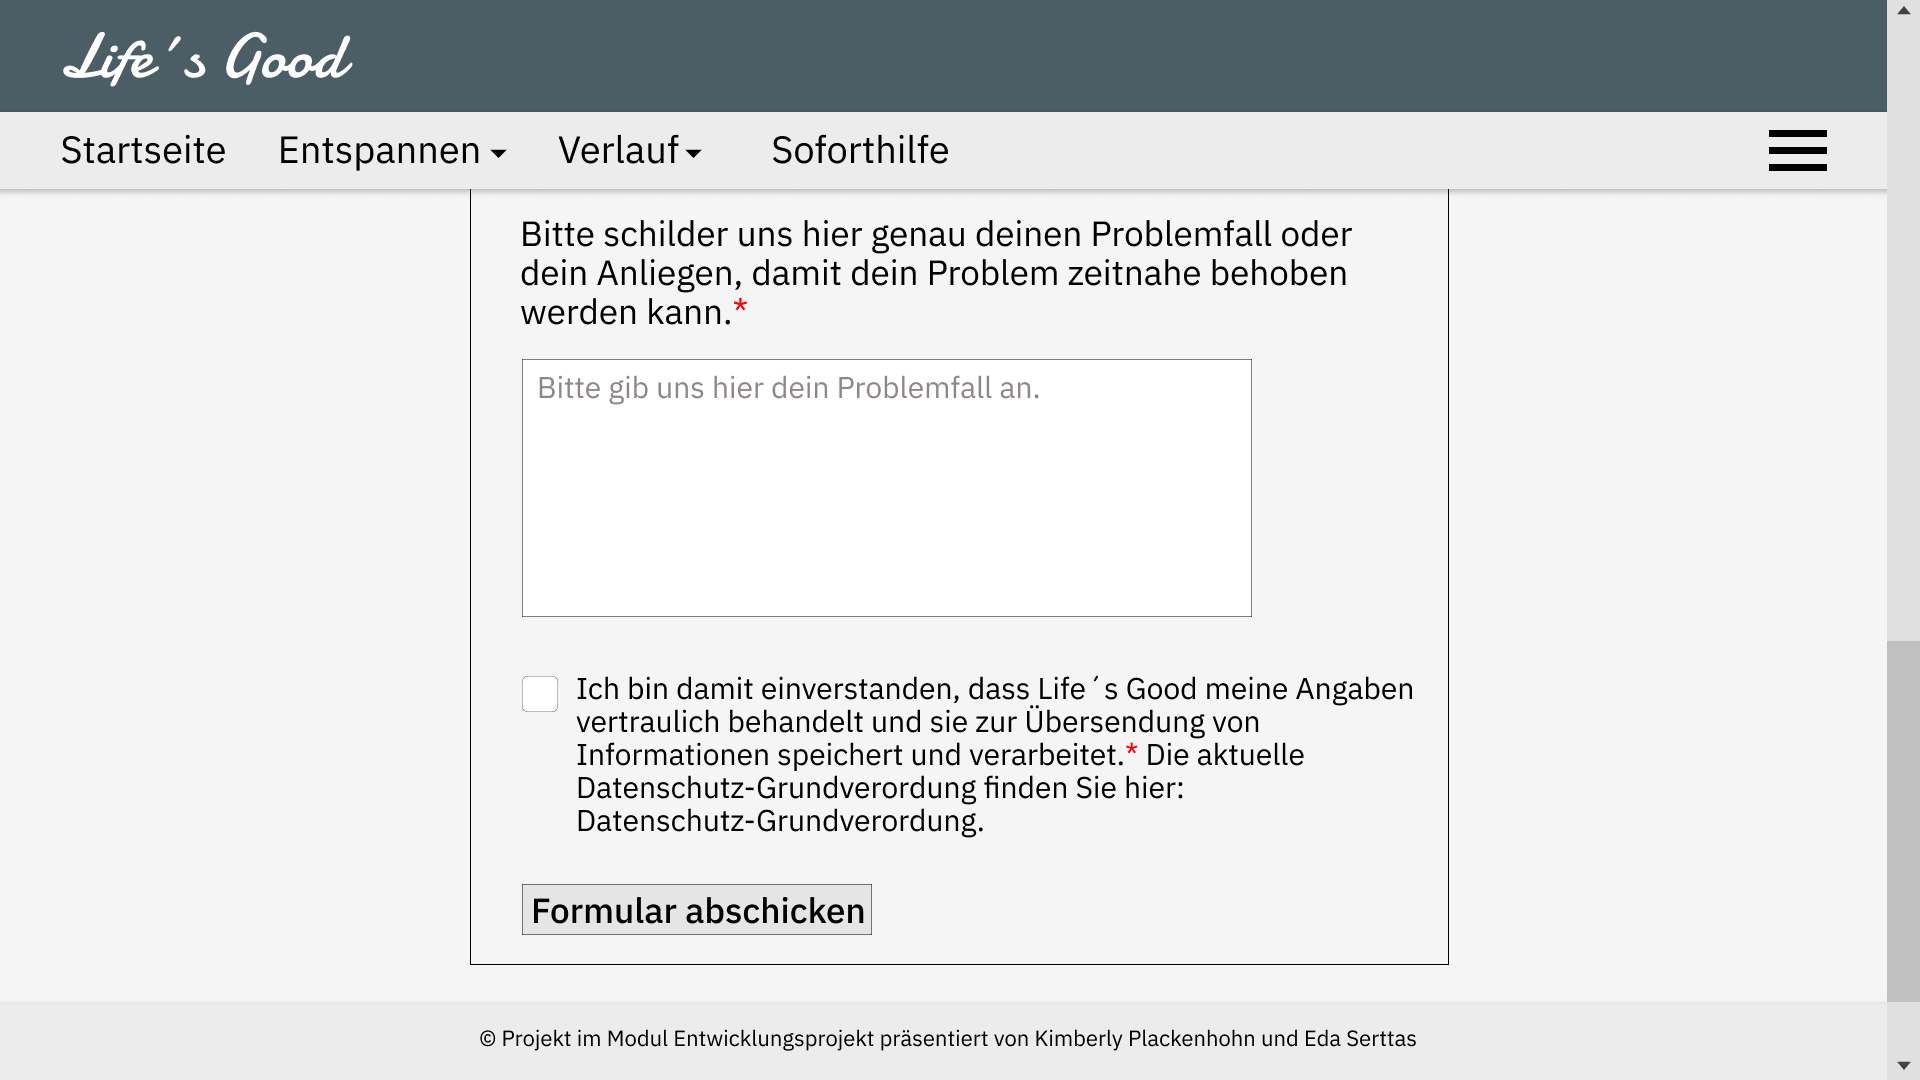 Life´s Good
Startseite Entspannen Verlauf Soforthilfe
Bitte schilder uns hier genau deinen Problemfall oder
dein Anliegen, damit dein Problem zeitnahe behoben
werden kann.*
Bitte gib uns hier dein Problemfall an.
Ich bin damit einverstanden, dass Life´s Good meine Angaben
vertraulich behandelt und sie zur Übersendung von
Informationen speichert und verarbeitet.* Die aktuelle
Datenschutz-Grundverordung finden Sie hier:
Datenschutz-Grundverordung.
Formular abschicken
© Projekt im Modul Entwicklungsprojekt präsentiert von Kimberly Plackenhohn und Eda Serttas